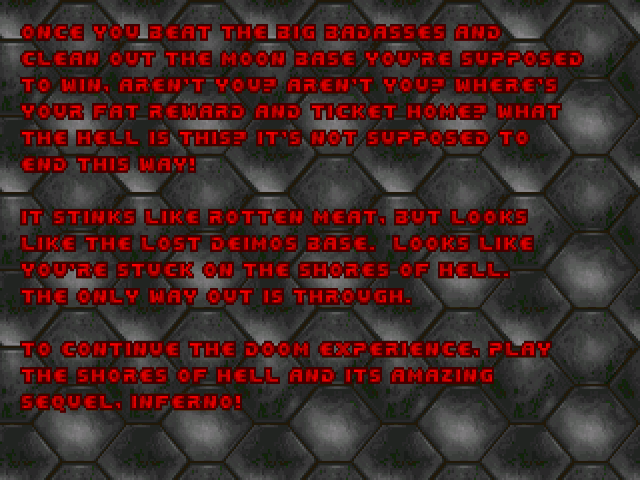 ONCE YOU BEAT THE BIG BADASSES AND
CLEAN OUT THE MOON BASE YOU'RE SUPPOSED
TO WIN, AREN'T YOU? AREN'T YOU? WHERE'S
YOUR FAT REWARD AND TICKET HOME? WHAT
THE HELL IS THIS? IT'S NOT SUPPOSED TO
END THIS WAY!

IT STINKS LIKE ROTTEN MEAT, BUT LOOKS
LIKE THE LOST DEIMOS BASE.  LOOKS LIKE
YOU'RE STUCK ON THE SHORES OF HELL.
THE ONLY WAY OUT IS THROUGH.

TO CONTINUE THE DOOM EXPERIENCE, PLAY
THE SHORES OF HELL AND ITS AMAZING
SEQUEL, INFERNO!